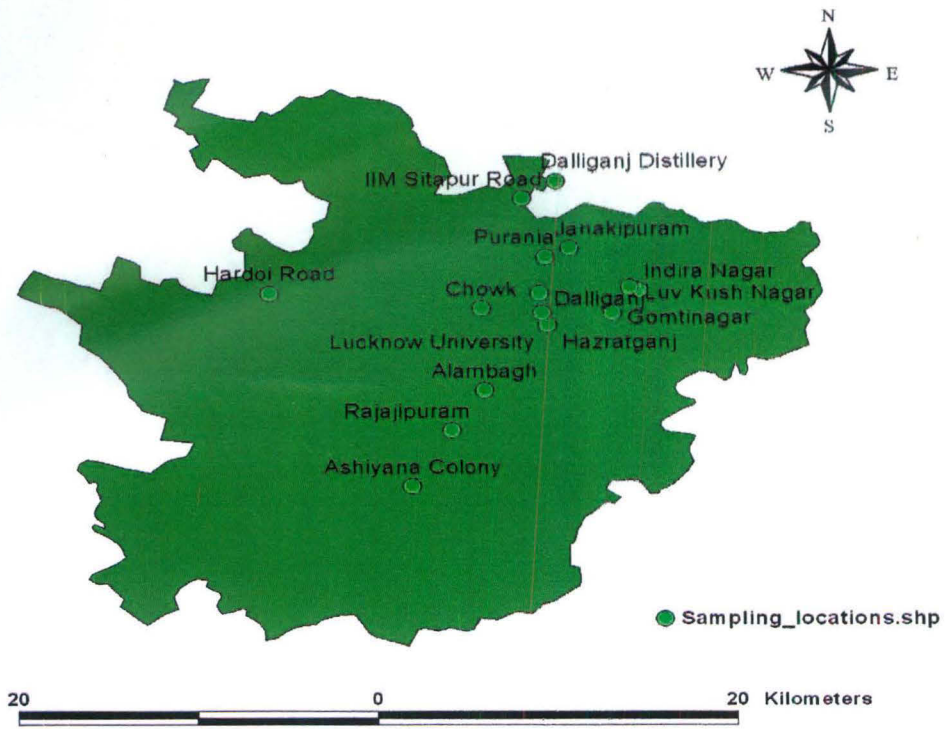 N
W E
S
Dalliganj Distillery
IIM Sitapur Road
Purania Janakipuram
Hardoi Road
Indira Nagar
Chowk Dalliganj Luv Kush Nagar
Gomtinagar
Lucknow University Hazratganj
Alambagh
Rajajipuram
Ashiyana Colony
Sampling_locations.shp
20 0 20 Kilometers